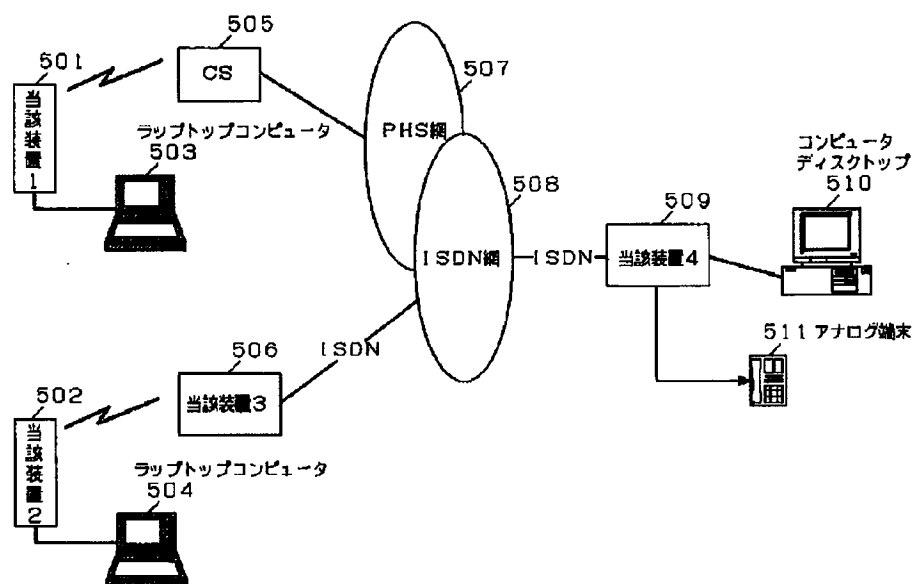 505
CS
501
当該装置1
507
PHS網
ラップトップコンピュータ
503
508
ISDN網
ISDN
509
当該装置4
コンピュータ
ディスクトップ
510
511 アナログ端末
ISDN
506
当該装置3
502
当該装置2
ラップトップコンピュータ
504